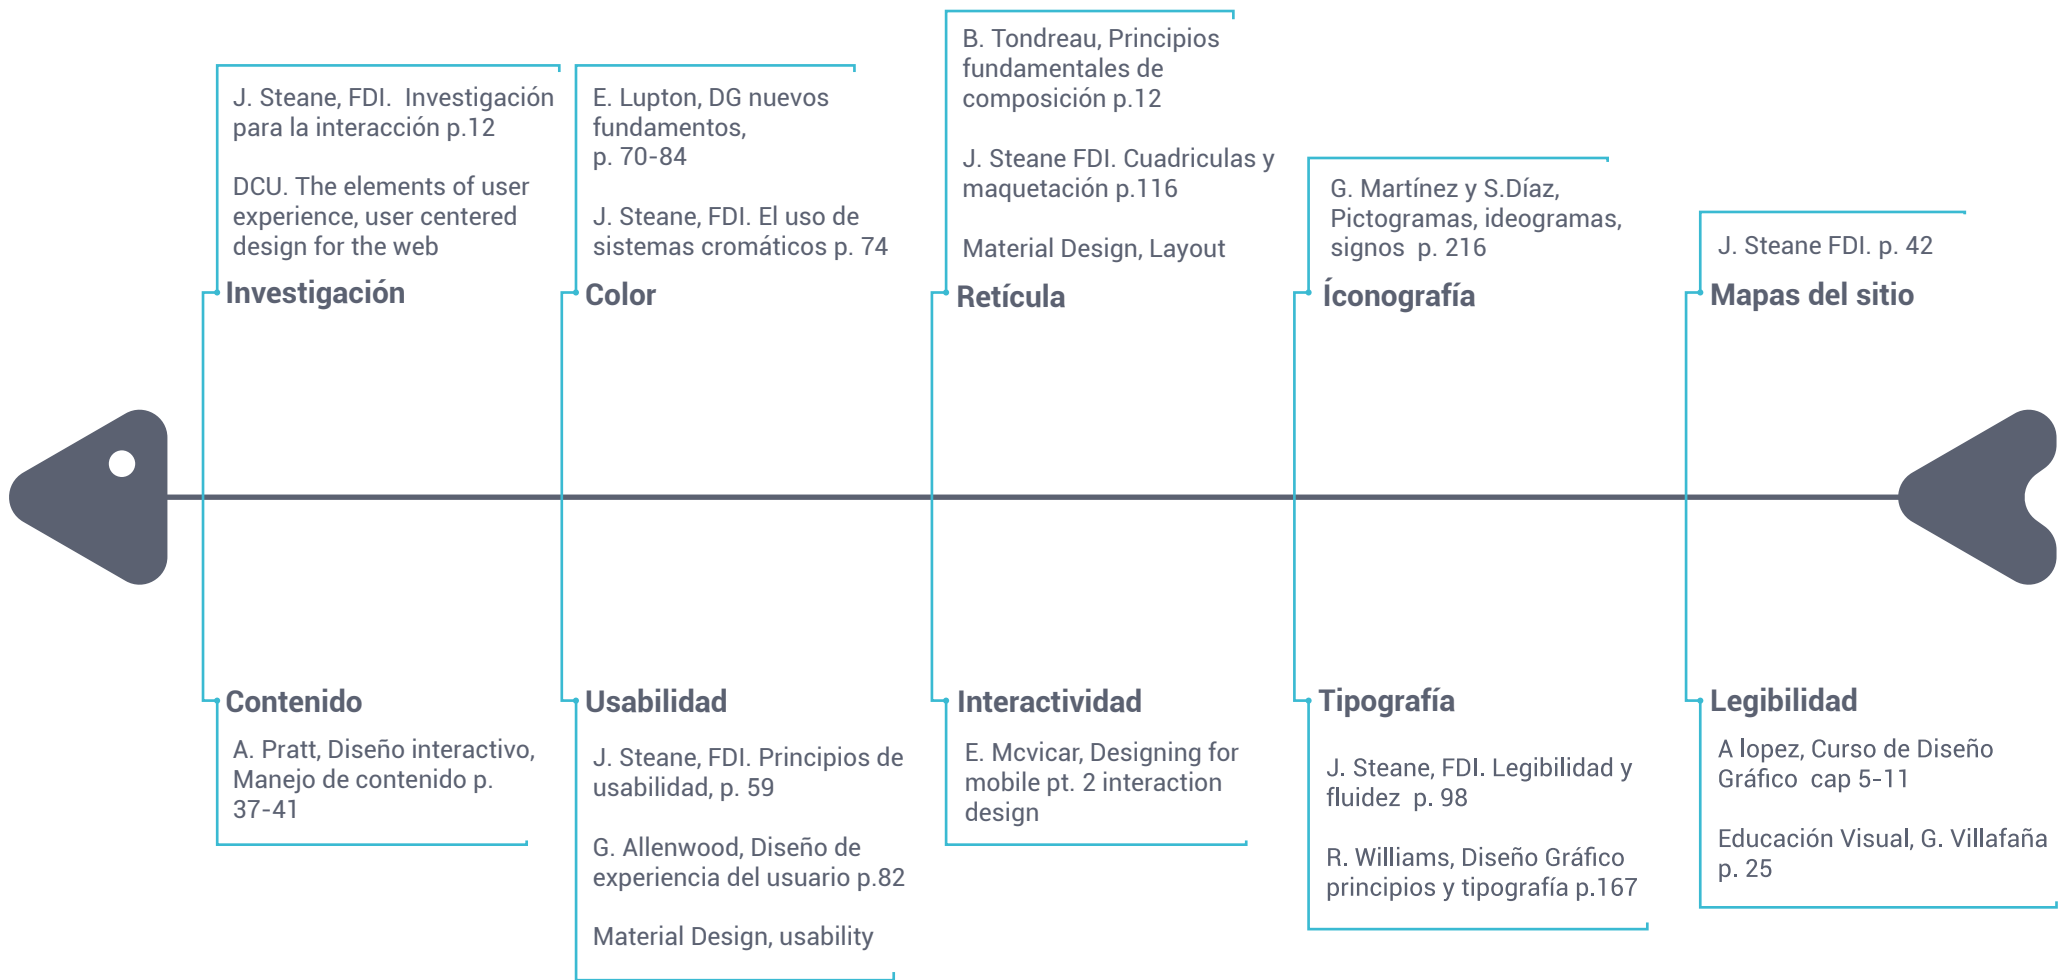 J. Steane, FDI.  Investigación
para la interacción p.12
DCU. The elements of user
experience, user centered
design for the web
Investigación
E. Lupton, DG nuevos
fundamentos,
p. 70-84
J. Steane, FDI. El uso de
sistemas cromáticos p. 74
Color
B. Tondreau, Principios
fundamentales de
composición p.12
J. Steane FDI. Cuadriculas y
maquetación p.116
Material Design, Layout
Retícula
G. Martínez y S.Díaz,
Pictogramas, ideogramas,
signos  p. 216
Íconografía
J. Steane FDI. p. 42
Mapas del sitio
Contenido
A. Pratt, Diseño interactivo,
Manejo de contenido p.
37-41
Usabilidad
J. Steane, FDI. Principios de
usabilidad, p. 59
G. Allenwood, Diseño de
experiencia del usuario p.82
Material Design, usability
Interactividad
E. Mcvicar, Designing for
mobile pt. 2 interaction
design
Tipografía
J. Steane, FDI. Legibilidad y
fluidez  p. 98
R. Williams, Diseño Gráfico
principios y tipografía p.167
Legibilidad
A lopez, Curso de Diseño
Gráfico  cap 5-11
Educación Visual, G. Villafaña
p. 25